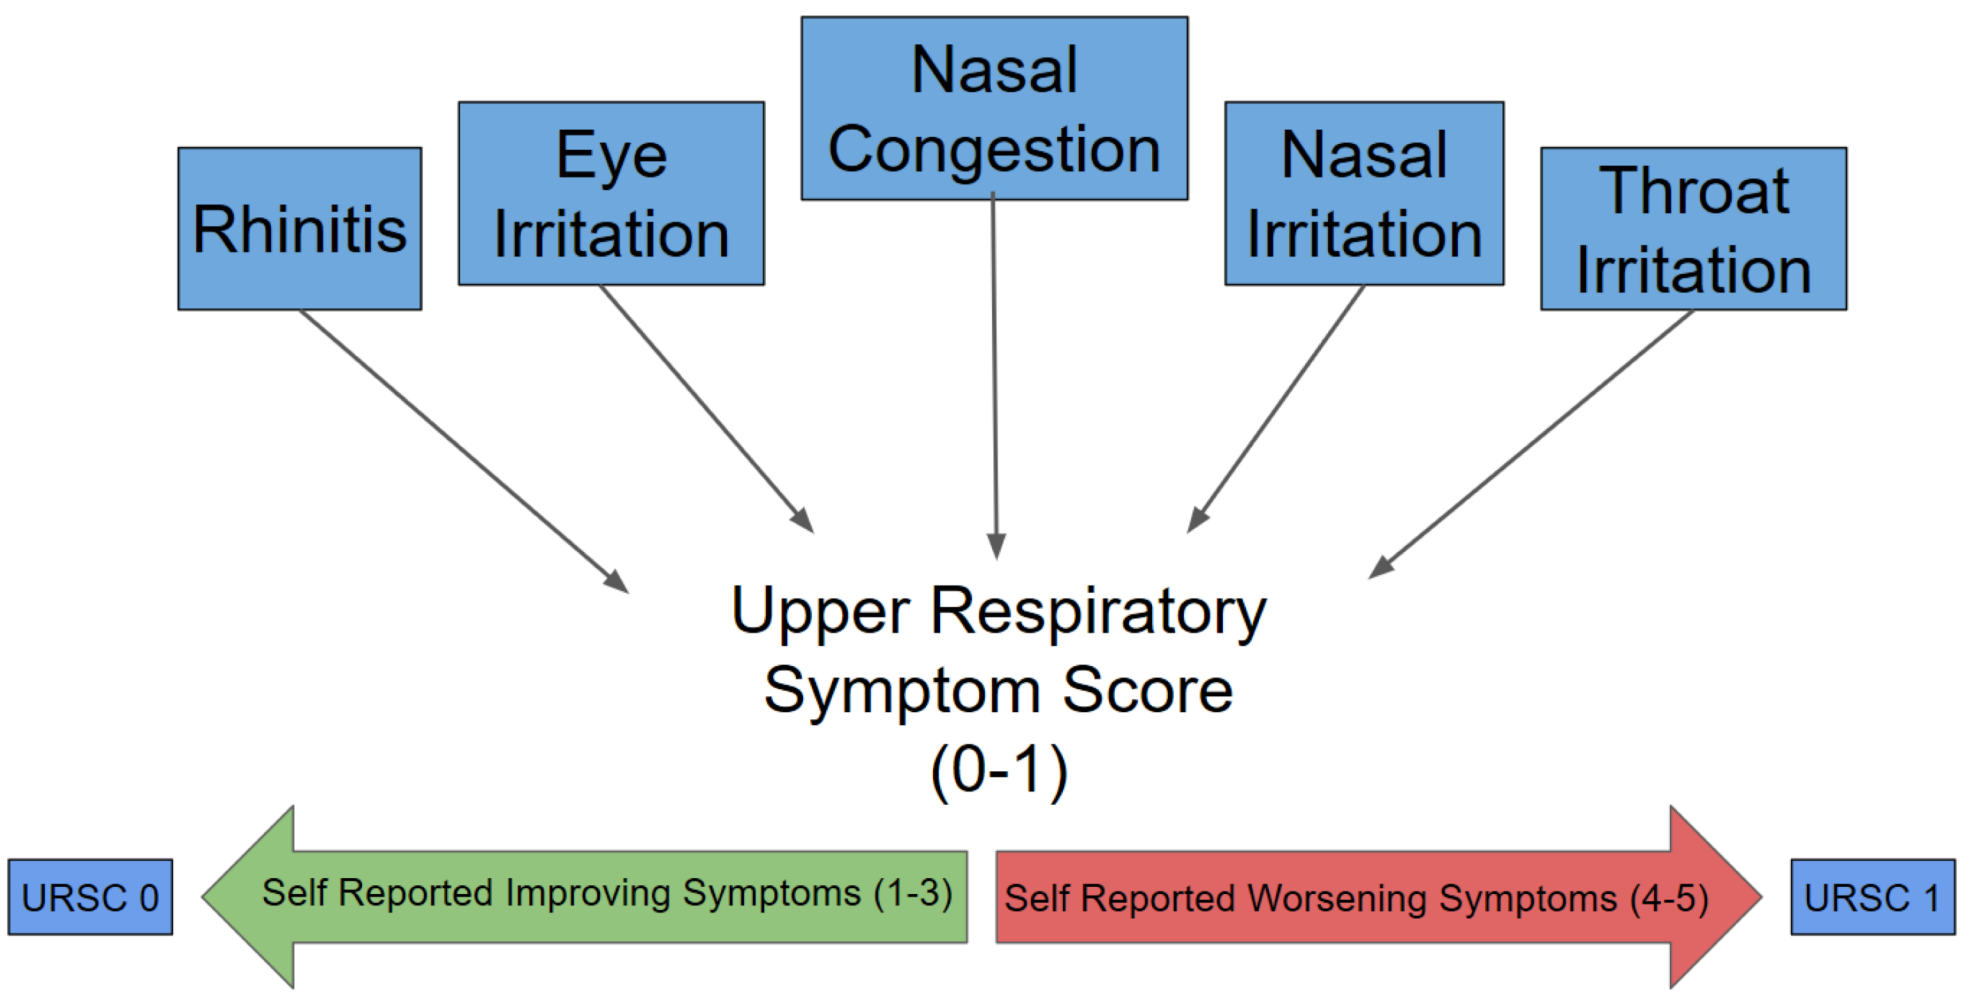 Rhinitis
Eye
Irritation
Nasal
Congestion
Nasal
Irritation
Throat
Irritation
Upper Respiratory
Symptom Score
(0-1)
URSC 0
Self Reported Improving Symptoms (1-3)
Self Reported Worsening Symptoms (4-5)
URSC 1